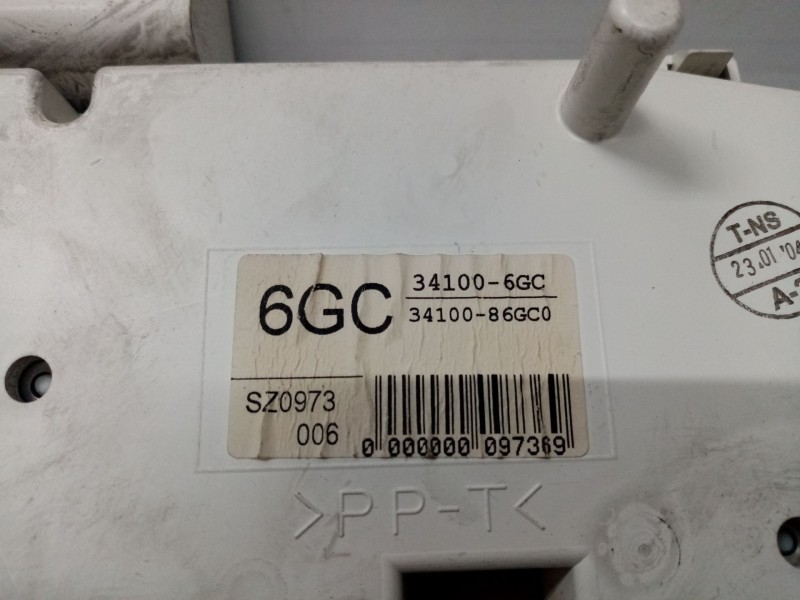 T-NS
23.01 '04
6GC
34100-6GC
34100-86GC0
SZ0973
006
0 000000 097369
>PP-T<